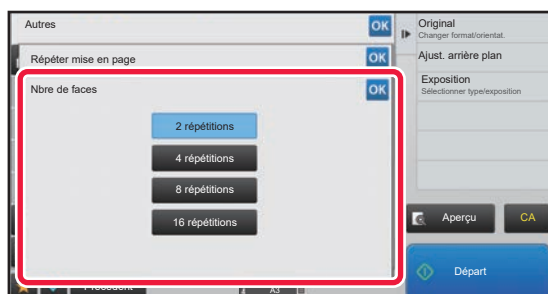 Autres
OK
Répéter mise en page
OK
Nbre de faces
OK
2 répétitions
4 répétitions
8 répétitions
16 répétitions
Original
Changer format/orientat.
Ajust. arrière plan
Exposition
Sélectionner type/exposition
Aperçu
CA
Départ
A3